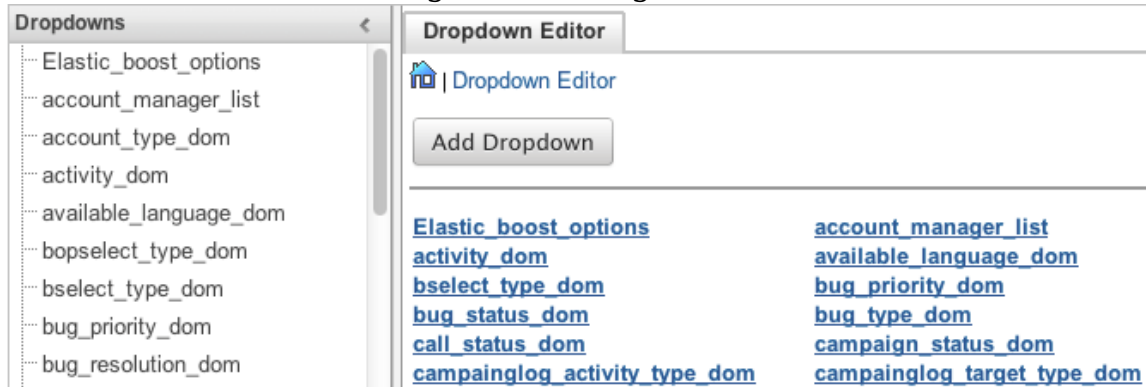 Dropdowns
Elastic_boost_options
account_manager_list
account_type_dom
activity_dom
available_language_dom
bopselect_type_dom
bselect_type_dom
bug_priority_dom
bug_resolution_dom
Dropdown Editor
| Dropdown Editor
Add Dropdown
Elastic_boost_options account_manager_list
activity_dom available_language_dom
bselect_type_dom bug_priority_dom
bug_status_dom bug_type_dom
call_status_dom campaign_status_dom
campainglog_activity_type_dom campainglog_target_type_dom